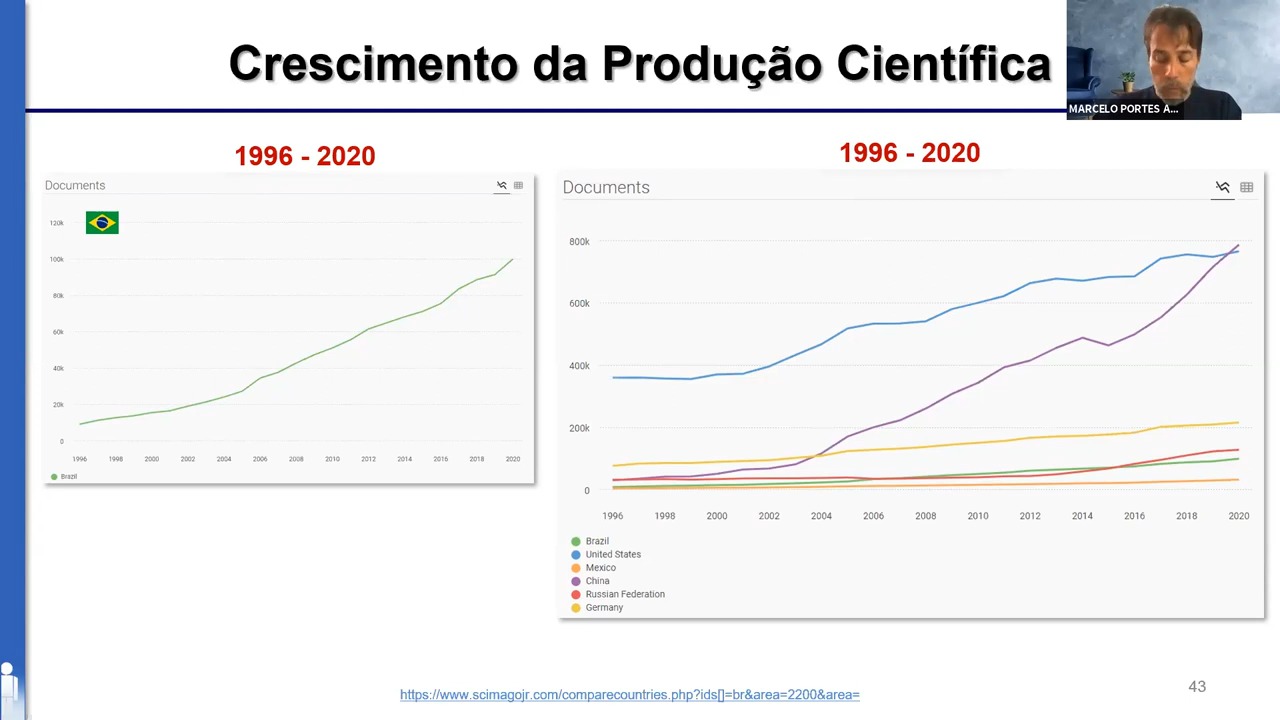 Crescimento da Produção Científica
MARCELO PORTES A...
1996 - 2020
Documents
120k
100k
80k
60k
40k
20k
0
1996 1998 2000 2002 2004 2006 2008 2010 2012 2014 2016 2018 2020
Brazil
1996 - 2020
Documents
800k
600k
400k
200k
0
1996 1998 2000 2002 2004 2006 2008 2010 2012 2014 2016 2018 2020
Brazil
United States
Mexico
China
Russian Federation
Germany
https://www.scimagojr.com/comparecountries.php?ids[]=br&area=2200&area=
43